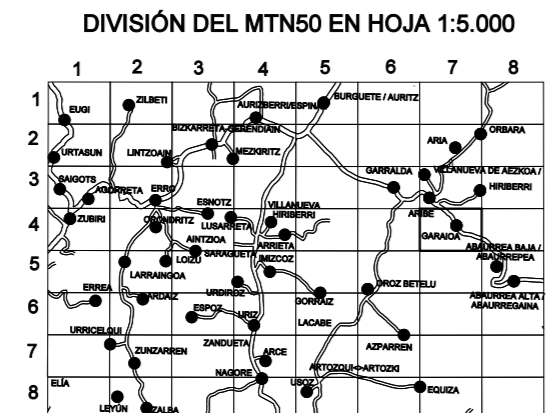 DIVISIÓN DEL MTN50 EN HOJA 1:5.000
1 2 3 4 5 6 7 8
1
ZILBETI
EUGI
AURIZBERRI/ESPINAL
BURGUETE / AURITZ
2
BIZKARRETA-GERENDIAIN
ORBARA
ARIA
URTASUN
LINTZOAIN
MEZKIRITZ
3
GARRALDA
VILLANUEVA DE AEZKOA /
HIRIBERRI
SAIGOTS
AGORRETA
ERRO
ESNOTZ
VILLANUEVA
HIRIBERRI
ARIBE
4
ZUBIRI
ORONDRITZ
LUSARRETA
GARAIOA
AINTZIOA
ARRIETA
ABAURREA BAJA /
ABAURREPEA
5
SARAGUETA
LOIZU
IMIZCOZ
LARRAINGOA
ERREA
ARDAIZ
URDIROZ
OROZ BETELU
ABAURREA ALTA /
ABAURREGAINA
6
GORRAIZ
ESPOZ
URIZ
LACABE
URRICELQUI
ZANDUETA
AZPARREN
7
ZUNZARREN
ARCE
ARTOZQUI<>ARTOZKI
NAGORE
8
ELÍA
USOZ
EQUIZA
LEYÚN
ZALBA